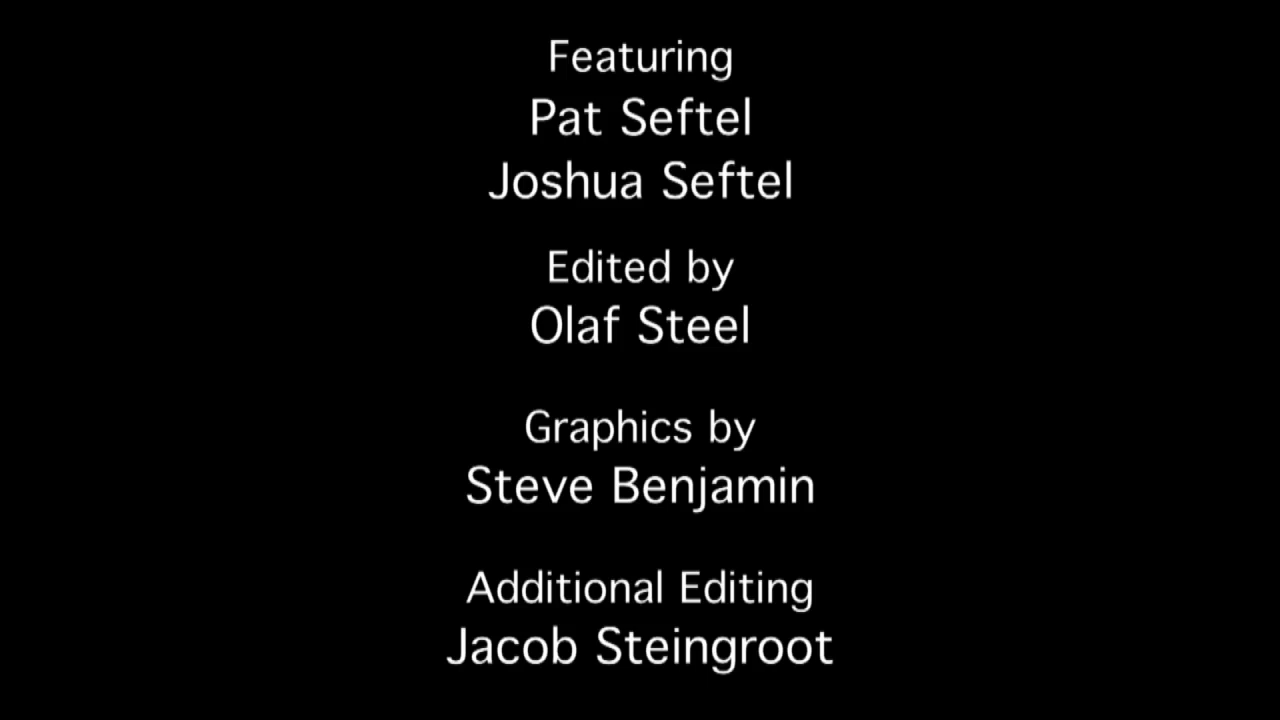 Featuring
Pat Seftel
Joshua Seftel
Edited by
Olaf Steel
Graphics by
Steve Benjamin
Additional Editing
Jacob Steingroot